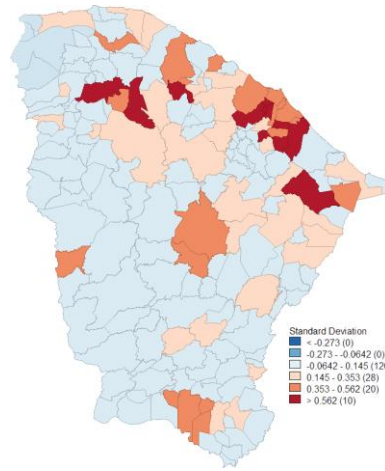 Standard Deviation
< -0.273 (0)
-0.273 - -0.0642 (0)
-0.0642 - 0.145 (126
0.145 - 0.353 (28)
0.353 - 0.562 (20)
> 0.562 (10)